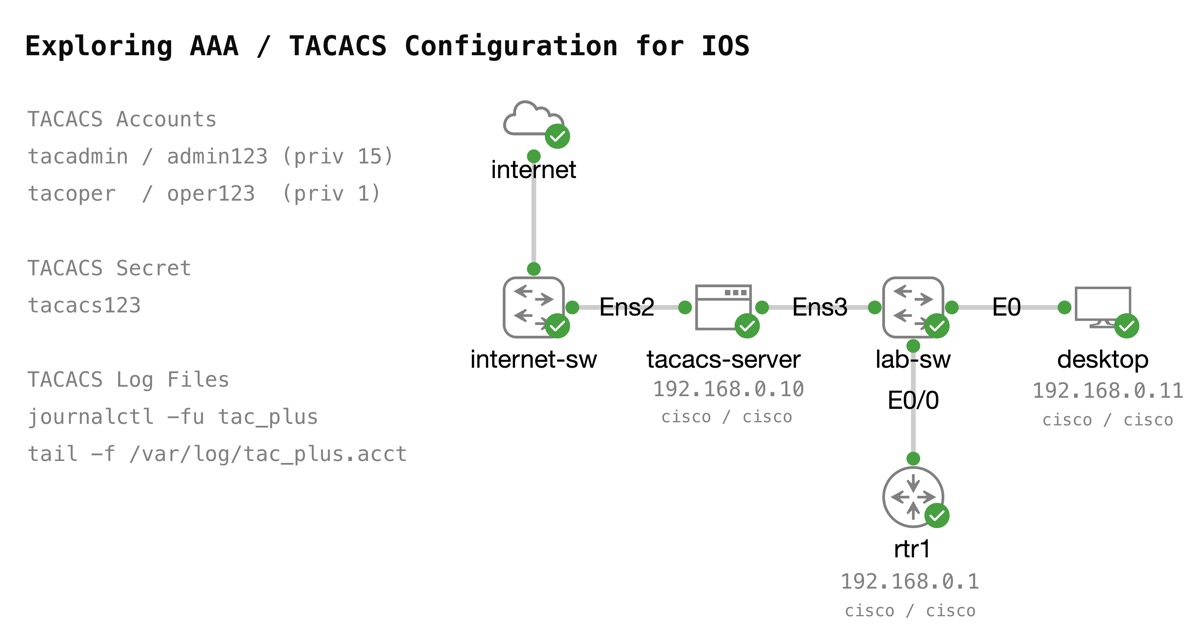 Exploring AAA / TACACS Configuration for IOS
TACACS Accounts
tacadmin / admin123 (priv 15)
tacoper  / oper123  (priv 1)
TACACS Secret
tacacs123
TACACS Log Files
journalctl -fu tac_plus
tail -f /var/log/tac_plus.acct
internet
Ens2
Ens3
E0
internet-sw
tacacs-server
192.168.0.10
cisco / cisco
lab-sw
E0/0
desktop
192.168.0.11
cisco / cisco
rtr1
192.168.0.1
cisco / cisco